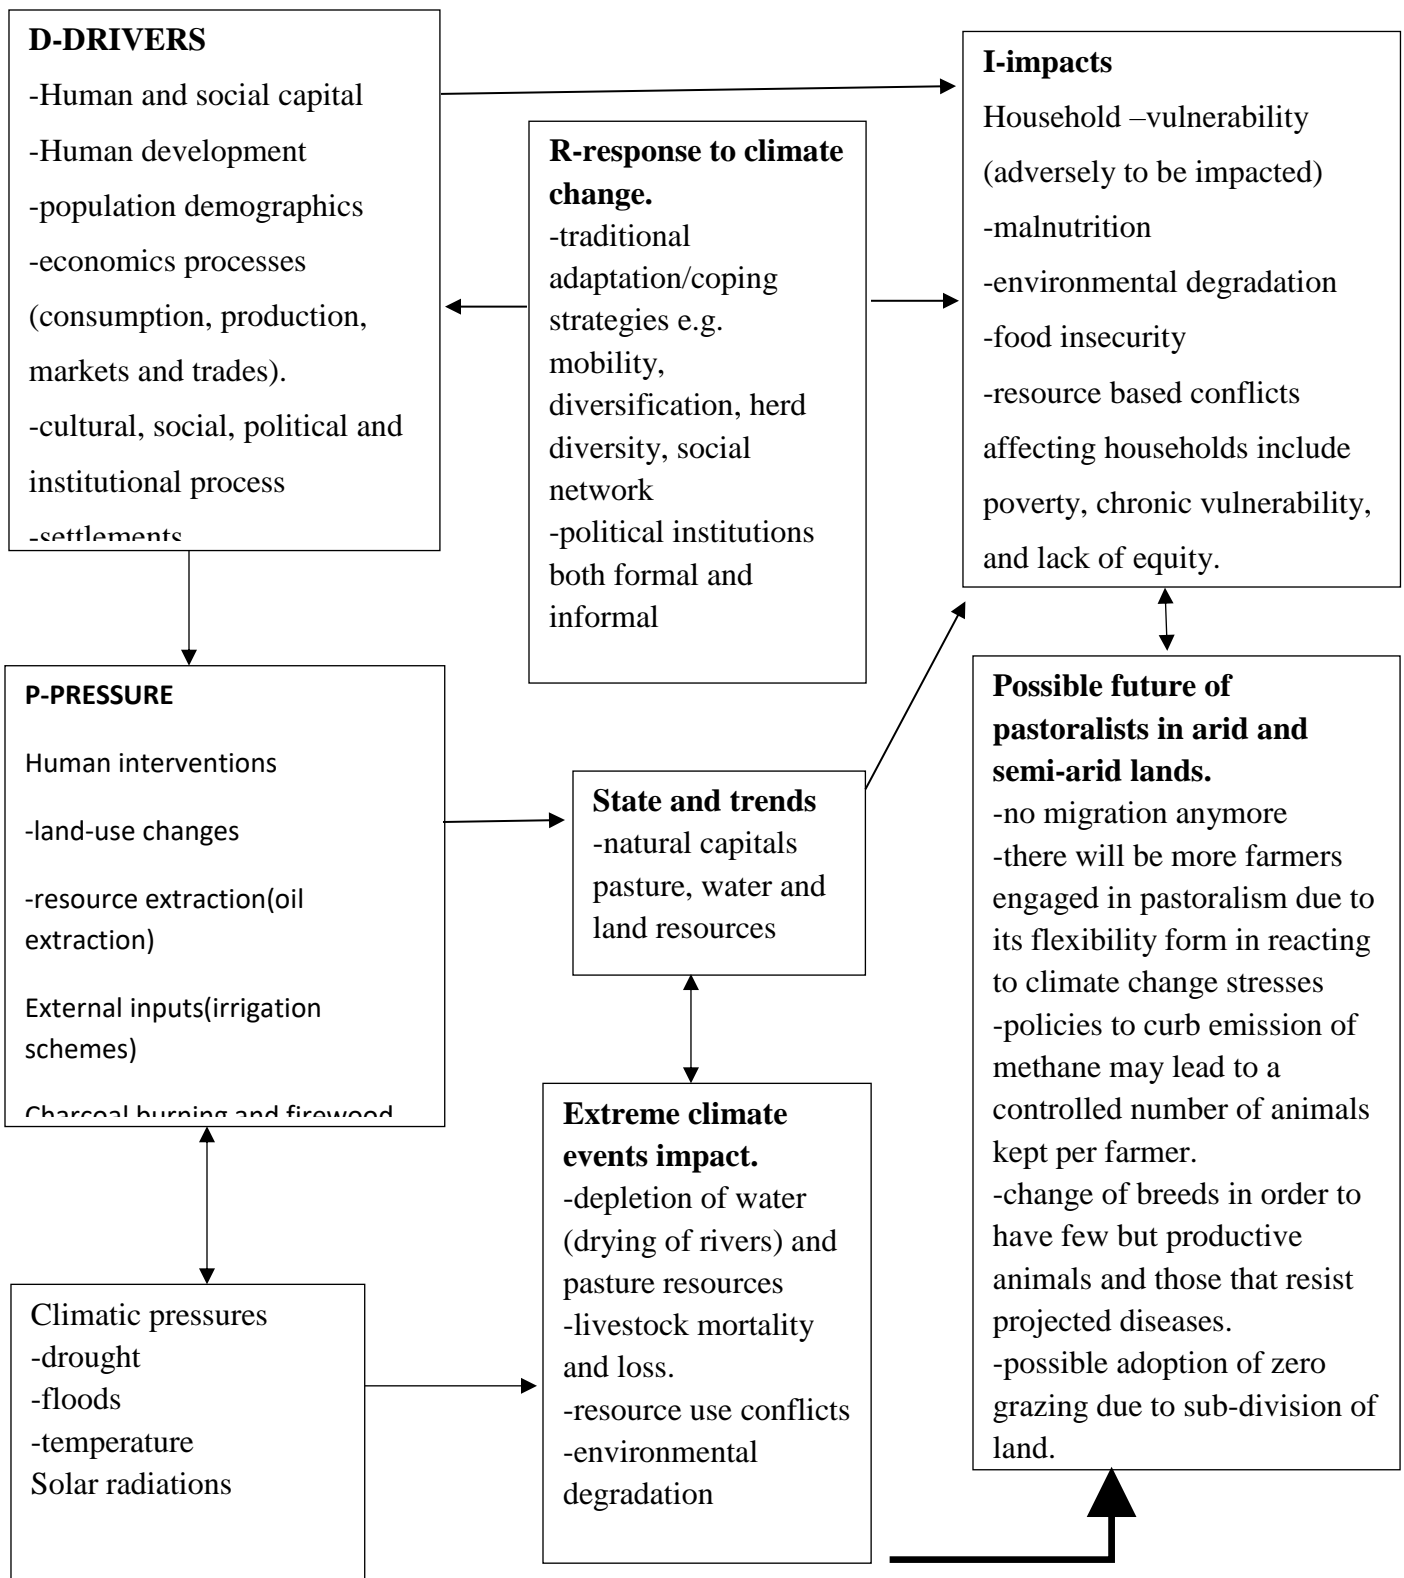 D-DRIVERS
-Human and social capital
-Human development
-population demographics
-economics processes
(consumption, production,
markets and trades).
-cultural, social, political and
institutional process
-settlements
R-response to climate
change.
-traditional
adaptation/coping
strategies e.g.
mobility,
diversification, herd
diversity, social
network
-political institutions
both formal and
informal
I-impacts
Household –vulnerability
(adversely to be impacted)
-malnutrition
-environmental degradation
-food insecurity
-resource based conflicts
affecting households include
poverty, chronic vulnerability,
and lack of equity.
P-PRESSURE
Human interventions
-land-use changes
-resource extraction(oil
extraction)
External inputs(irrigation
schemes)
Charcoal burning and firewood
State and trends
-natural capitals
pasture, water and
land resources
Possible future of
pastoralists in arid and
semi-arid lands.
-no migration anymore
-there will be more farmers
engaged in pastoralism due to
its flexibility form in reacting
to climate change stresses
-policies to curb emission of
methane may lead to a
controlled number of animals
kept per farmer.
-change of breeds in order to
have few but productive
animals and those that resist
projected diseases.
-possible adoption of zero
grazing due to sub-division of
land.
Climatic pressures
-drought
-floods
-temperature
Solar radiations
Extreme climate
events impact.
-depletion of water
(drying of rivers) and
pasture resources
-livestock mortality
and loss.
-resource use conflicts
-environmental
degradation